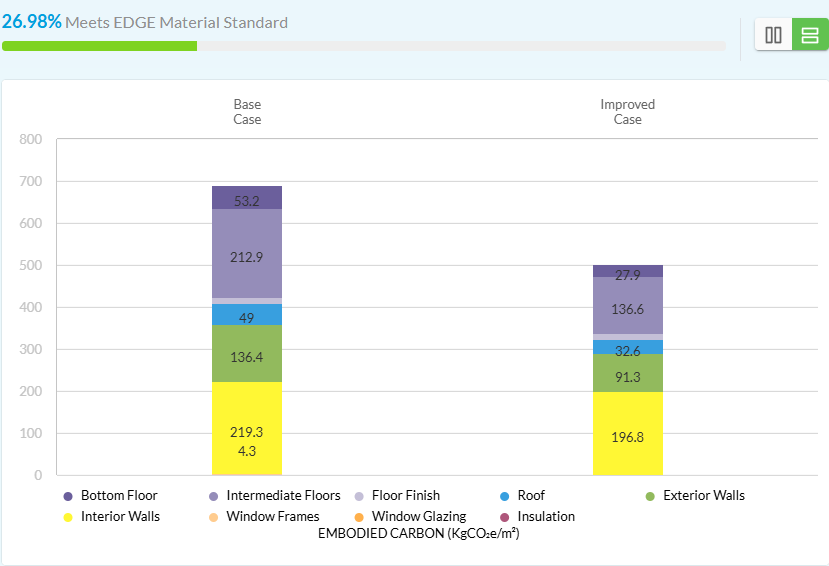 26.98% Meets EDGE Material Standard
Base
Case
Improved
Case
800
700
600
500
400
300
200
100
0
53.2
212.9
49
136.4
219.3
4.3
27.9
136.6
32.6
91.3
196.8
Bottom Floor
Intermediate Floors
Floor Finish
Roof
Exterior Walls
Interior Walls
Window Frames
Window Glazing
Insulation
EMBODIED CARBON (KgCO₂e/m²)